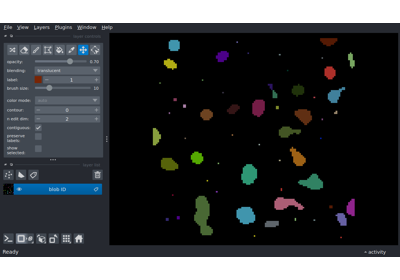 File View Layers Plugins Window Help
opacity: 0.70
blending: translucent
label: 1
brush size: 10
color mode:
contour: 0
n edit dim: 2
contiguous:
preserve labels:
show selected:
blob ID
Ready
activity